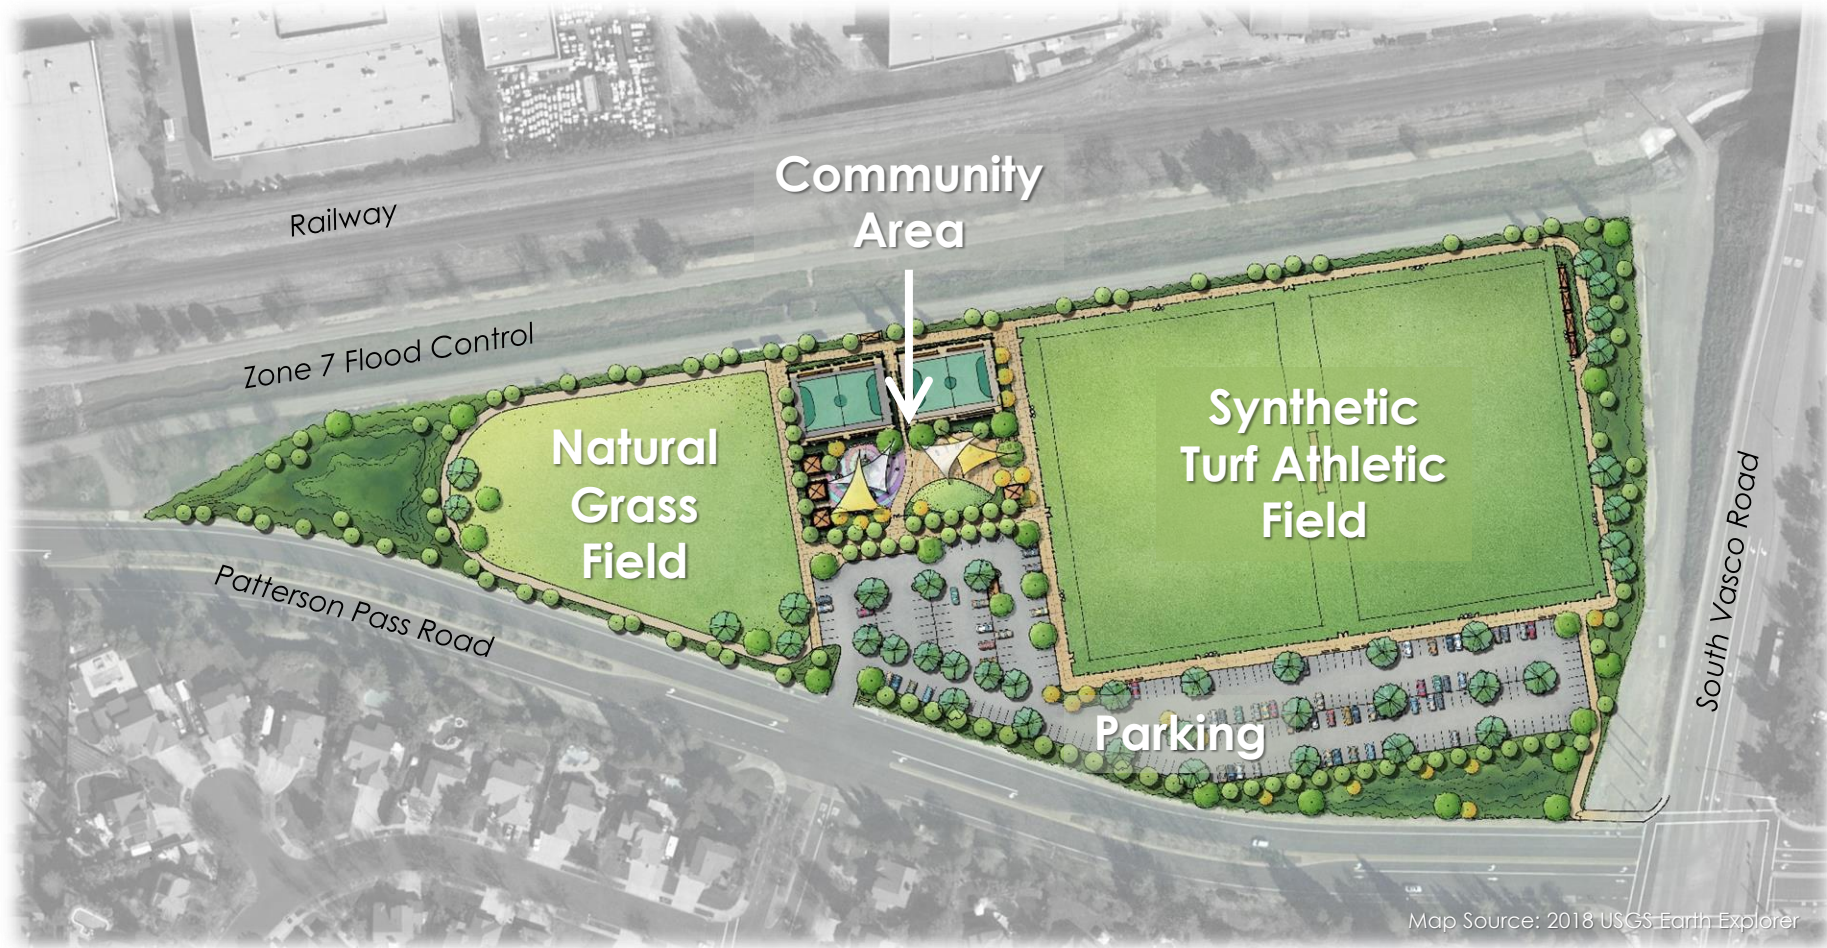 Community
Area
Railway
Zone 7 Flood Control
Natural
Grass
Field
Synthetic
Turf Athletic
Field
Patterson Pass Road
South Vasco Road
Parking
Map Source: 2018 USGS Earth Explorer